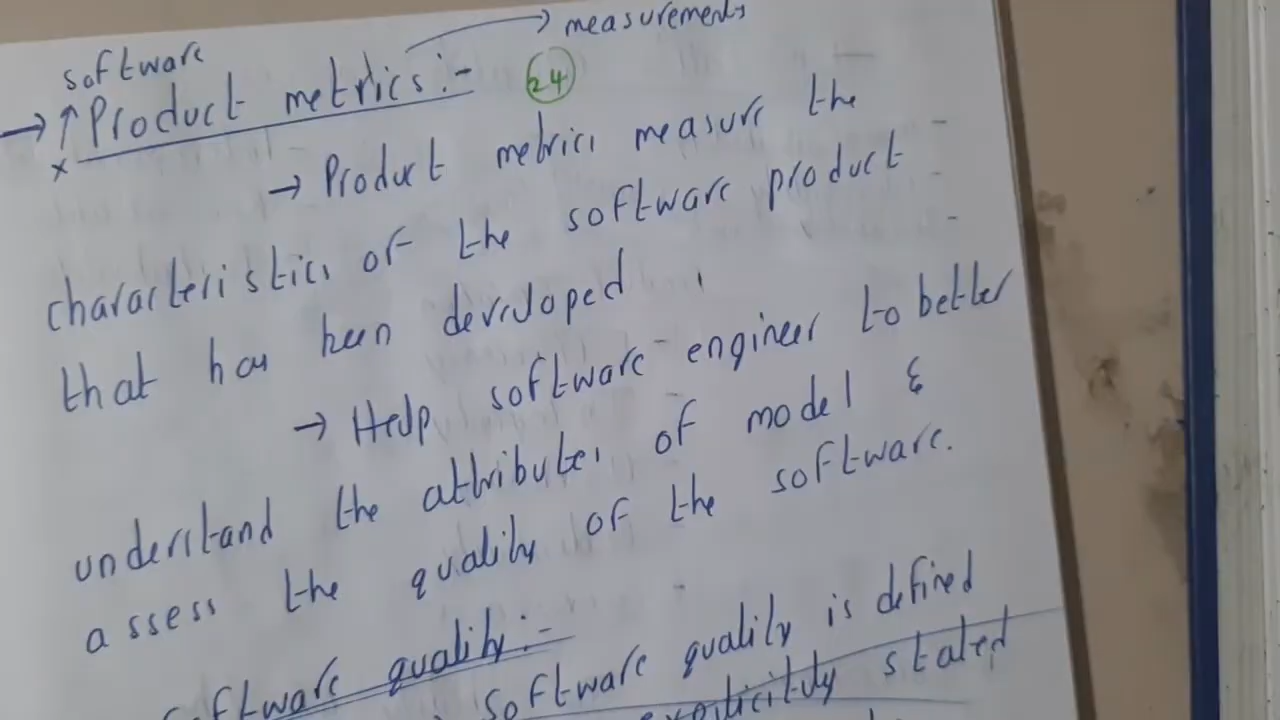 → measurements
software
→ ↑ Product metrics :- 24
x
→ Product metrics measure the
characteristics of the software product
that has been developed
→ Help software engineer to better
understand the attributes of model &
assess the quality of the software.
Software quality :-
Software quality is defined
explicitly stated